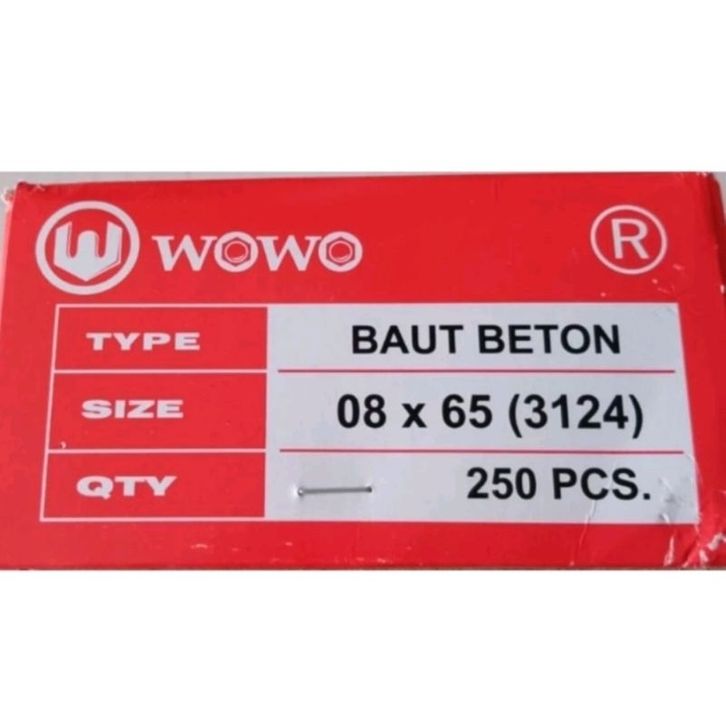 W WOWO ®
TYPE BAUT BETON
SIZE 08 x 65 (3124)
QTY 250 PCS.